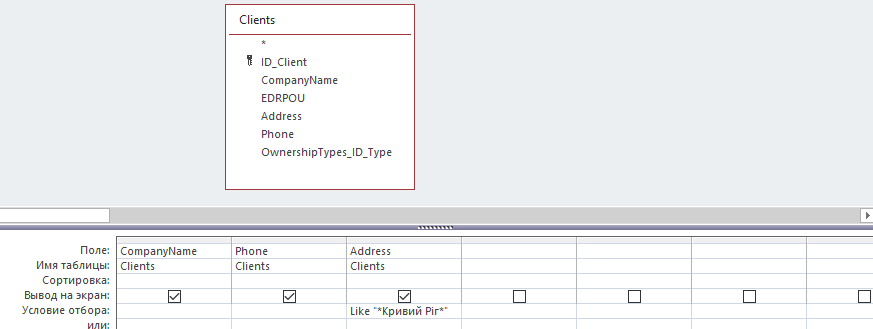 Clients
*
ID_Client
CompanyName
EDRPOU
Address
Phone
OwnershipTypes_ID_Type
Поле: CompanyName Phone Address
Имя таблицы: Clients Clients Clients
Сортировка:
Вывод на экран:
Условие отбора: Like "*Кривий Ріг*"
или: